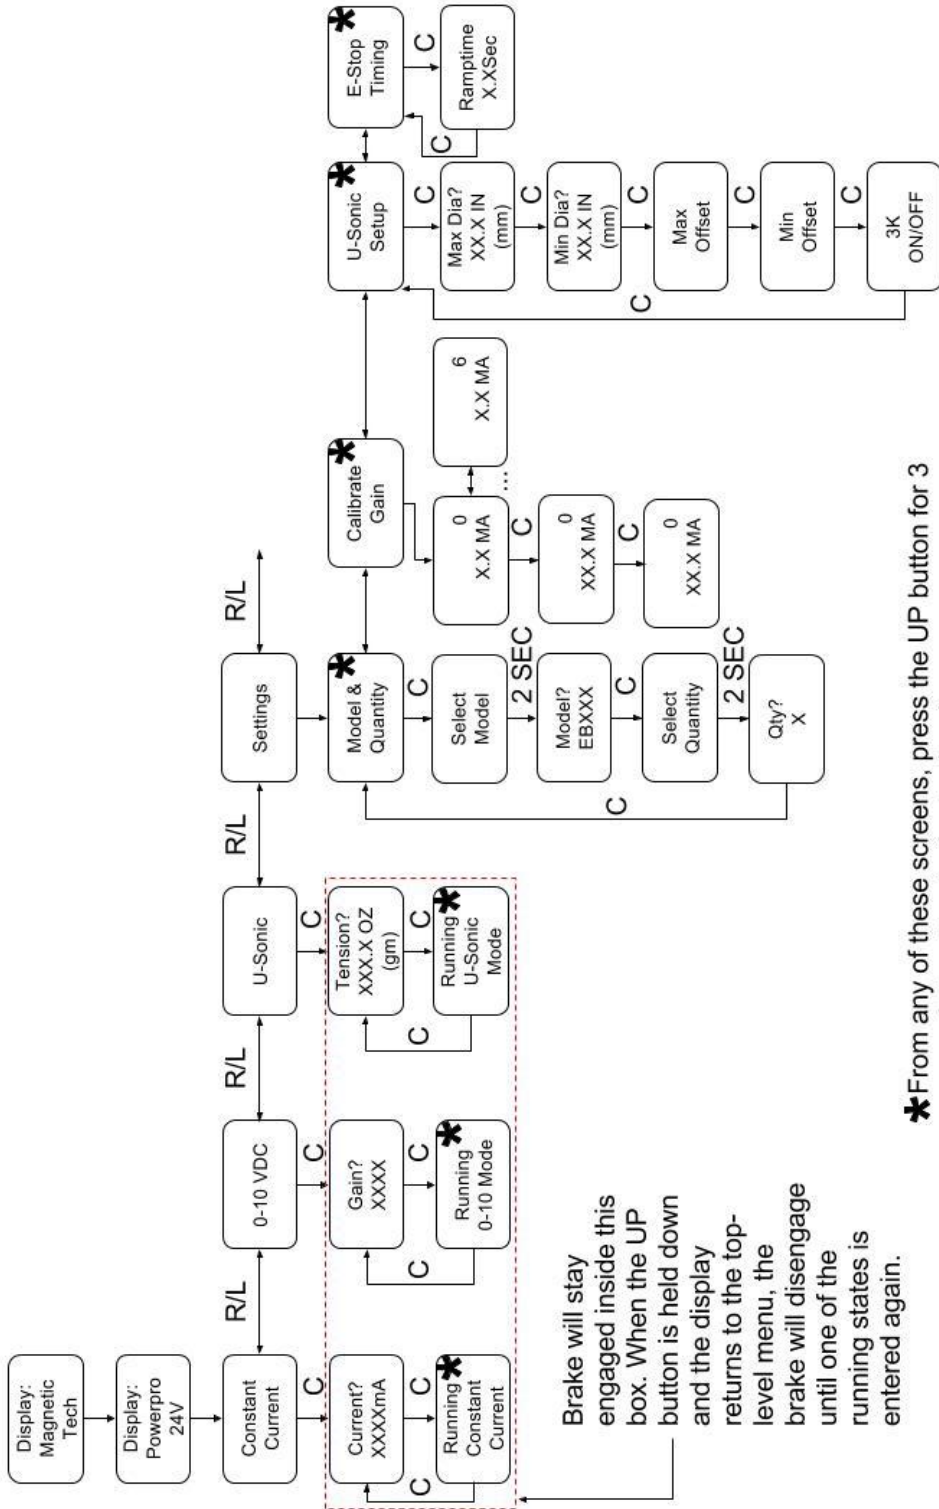 Display:
Magnetic
Tech
Display:
Powerpro
24V
Constant
Current
R/L
0-10 VDC
R/L
U-Sonic
R/L
Settings
R/L
C
C
C
Current?
XXXXmA
C
Running
Constant
Current
C
Gain?
XXXX
C
Running
0-10 Mode
C
Tension?
XXX.X OZ
(gm)
C
Running
U-Sonic
Mode
C
Model &
Quantity
C
Select
Model
2 SEC
Model?
EBXXX
C
Select
Quantity
2 SEC
Qty?
X
C
Calibrate
Gain
0
X.X MA
...
6
X.X MA
C
0
XX.X MA
C
0
XX.X MA
U-Sonic
Setup
C
Max Dia?
XX.X IN
(mm)
C
Min Dia?
XX.X IN
(mm)
C
Max
Offset
C
Min
Offset
C
3K
ON/OFF
C
E-Stop
Timing
C
Ramptime
X.XSec
C
Brake will stay
engaged inside this
box. When the UP
button is held down
and the display
returns to the top-
level menu, the
brake will disengage
until one of the
running states is
entered again.
*From any of these screens, press the UP button for 3